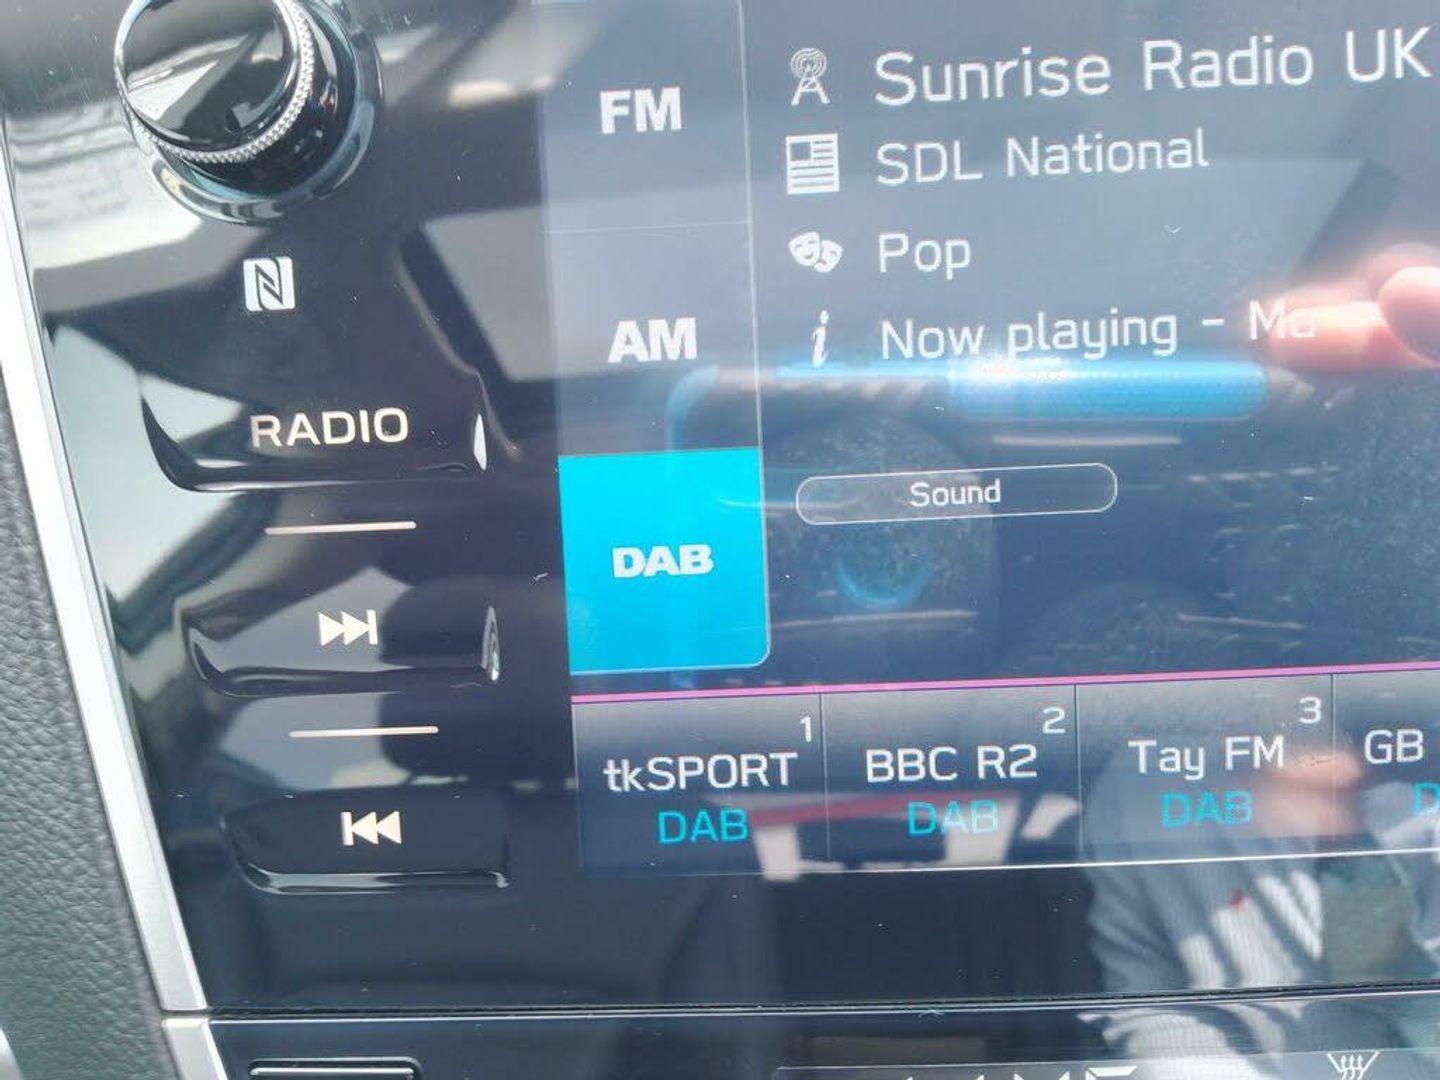 Sunrise Radio UK
FM
SDL National
Pop
AM
Now playing - Ma
RADIO
Sound
DAB
1
tkSPORT
DAB
2
BBC R2
DAB
3
Tay FM
DAB
GB
D